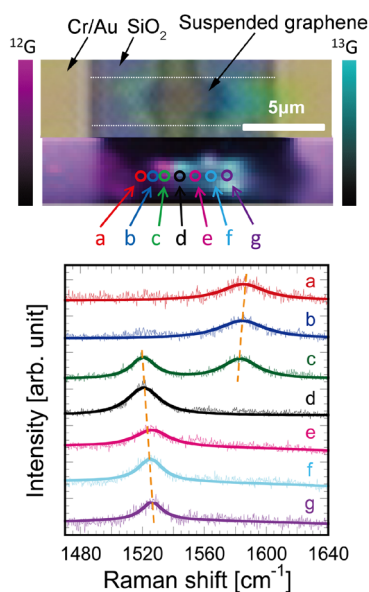 ¹²G
Cr/Au
SiO₂
Suspended graphene
¹³G
5μm
a
b
c
d
e
f
g
Intensity [arb. unit]
a
b
c
d
e
f
g
1480
1520
1560
1600
1640
Raman shift [cm⁻¹]